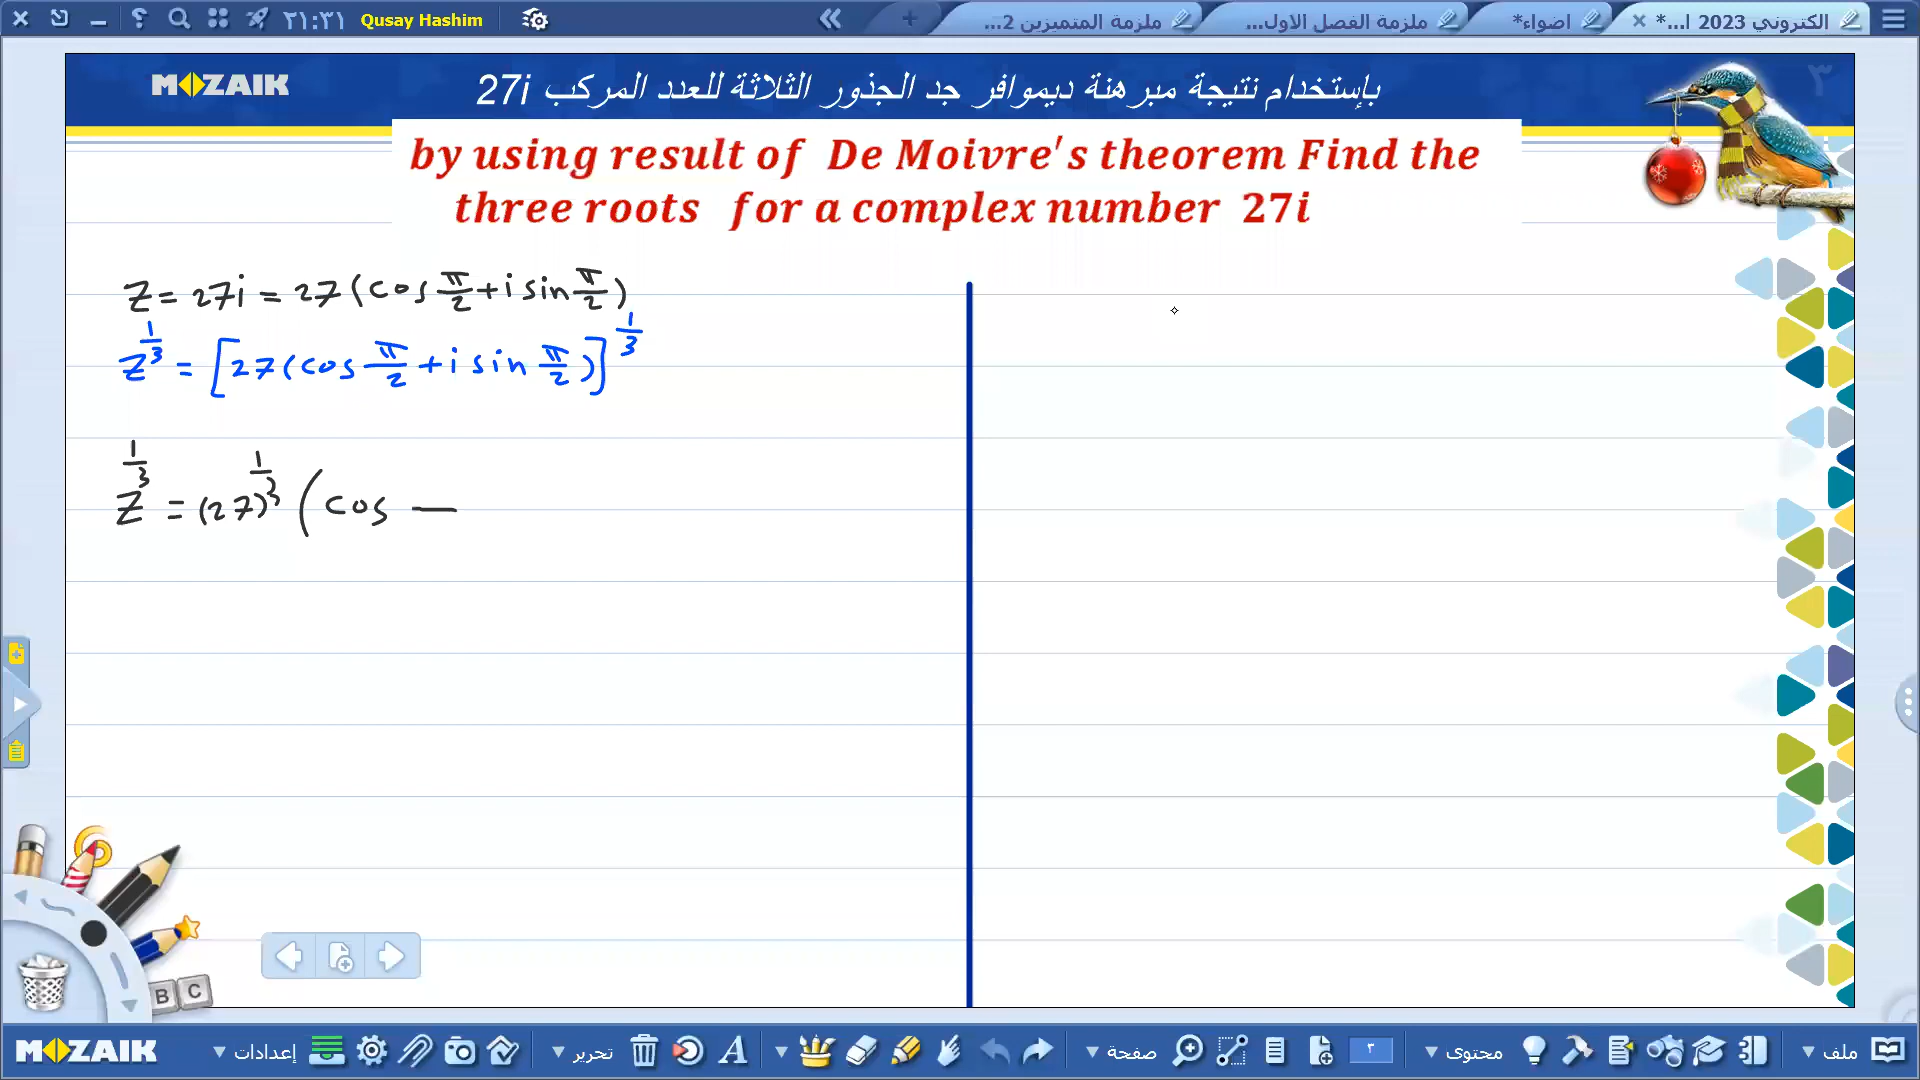 ٢١:٣١ Qusay Hashim
ملزمة المتميزين 2...
ملزمة الفصل الاول...
اضواء*
الكتروني 2023 ا...*
MOZAIK
بإستخدام نتيجة مبرهنة ديموافر جد الجذور الثلاثة للعدد المركب 27i
٣
by using result of De Moivre's theorem Find the
three roots for a complex number 27i
Z = 27i = 27(cos π/2 + i sin π/2)
Z^(1/3) = [27(cos π/2 + i sin π/2)]^(1/3)
Z^(1/3) = (27)^(1/3) (cos —
B C
MOZAIK
إعدادات
تحرير
A
صفحة
٣
محتوى
ملف